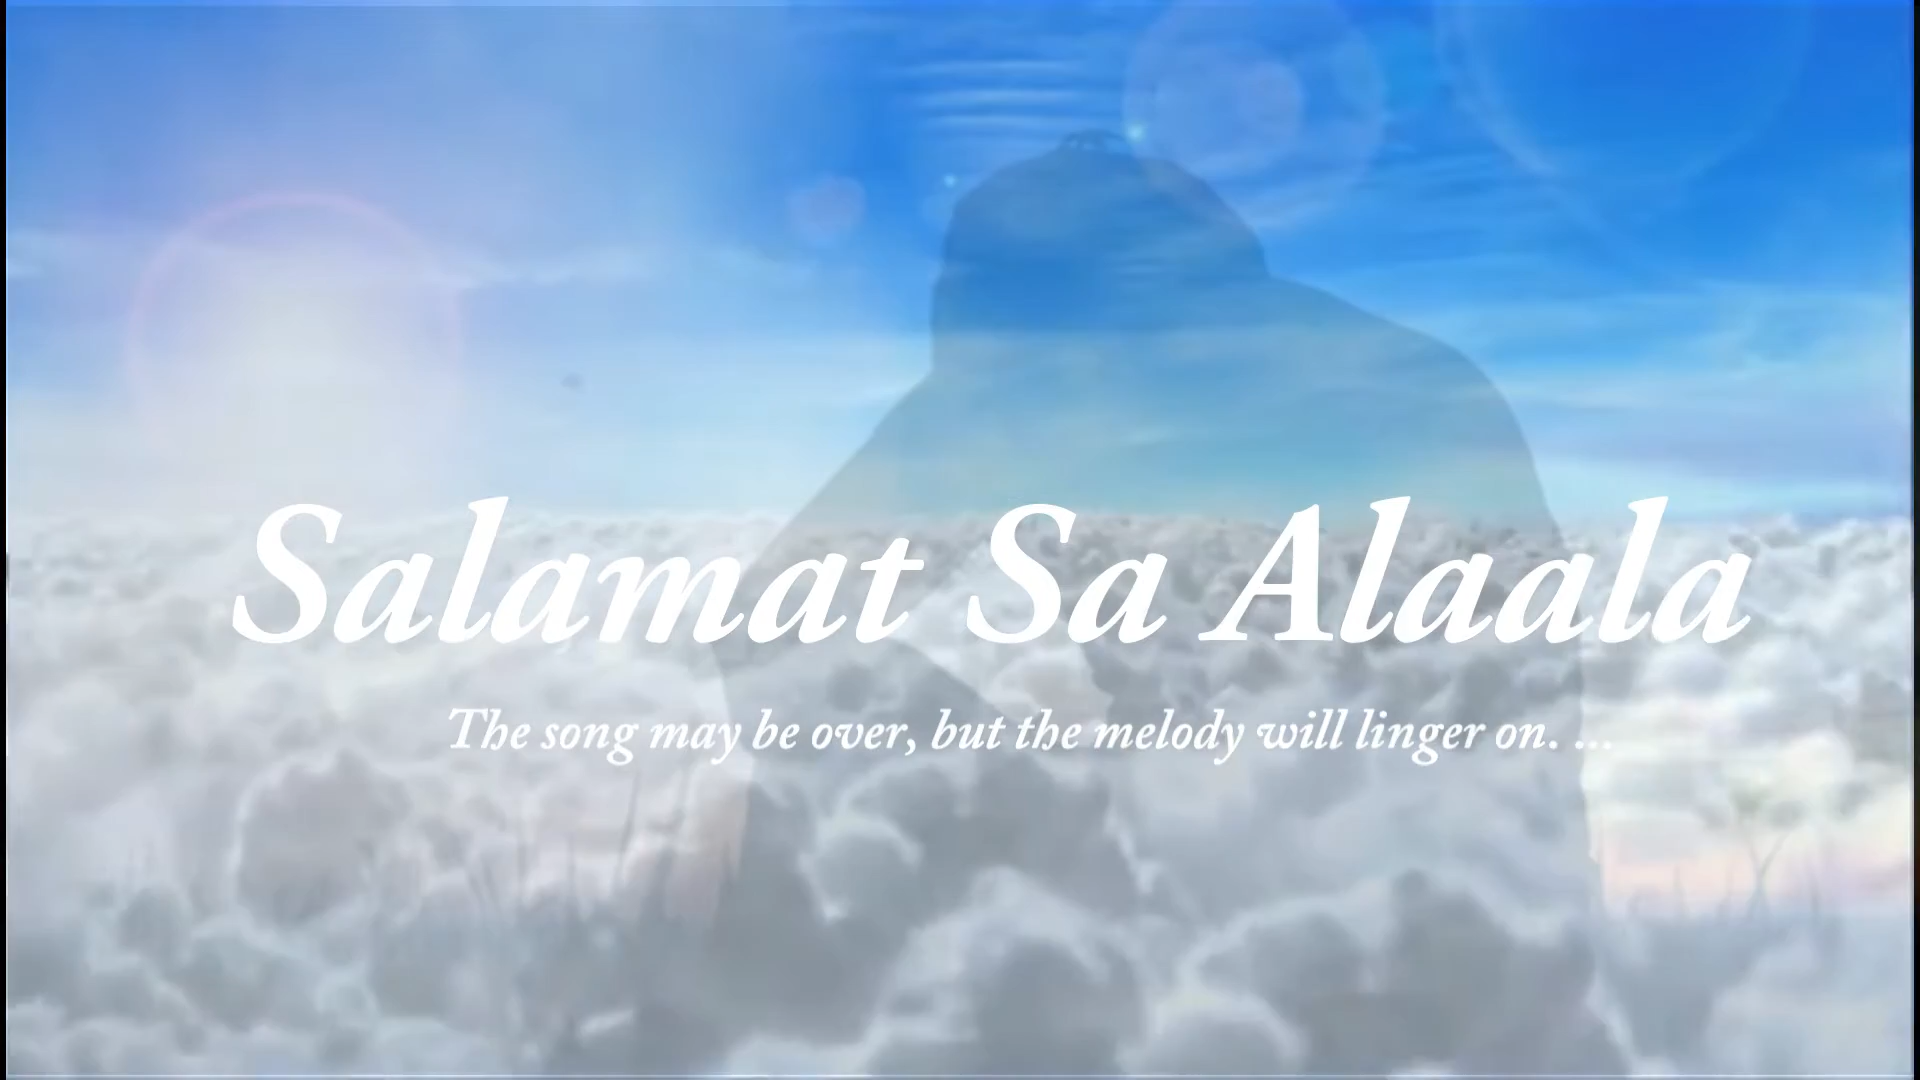 Salamat Sa Alaala
The song may be over, but the melody will linger on. ...